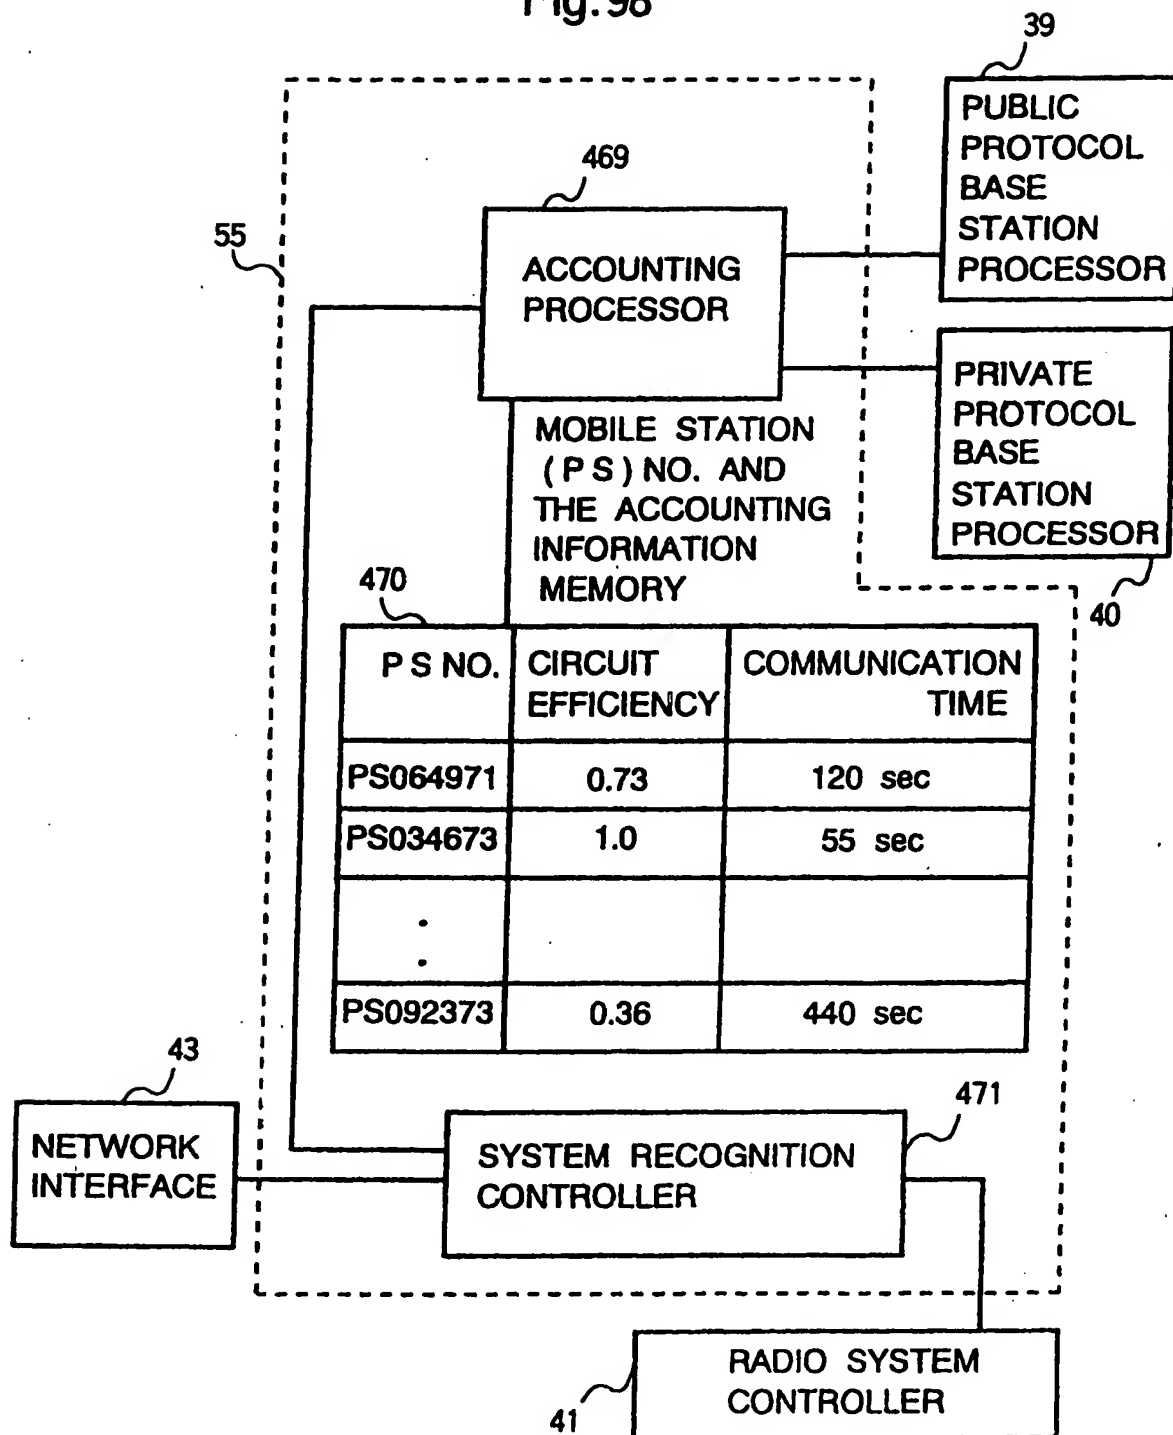 Fig. 98
39
PUBLIC
PROTOCOL
BASE
STATION
PROCESSOR
469
55
ACCOUNTING
PROCESSOR
PRIVATE
PROTOCOL
BASE
STATION
PROCESSOR
40
MOBILE STATION
(PS) NO. AND
THE ACCOUNTING
INFORMATION
MEMORY
470
PS NO. CIRCUIT EFFICIENCY COMMUNICATION TIME
PS064971 0.73 120 sec
PS034673 1.0 55 sec
PS092373 0.36 440 sec
43
NETWORK
INTERFACE
471
SYSTEM RECOGNITION
CONTROLLER
RADIO SYSTEM
CONTROLLER
41